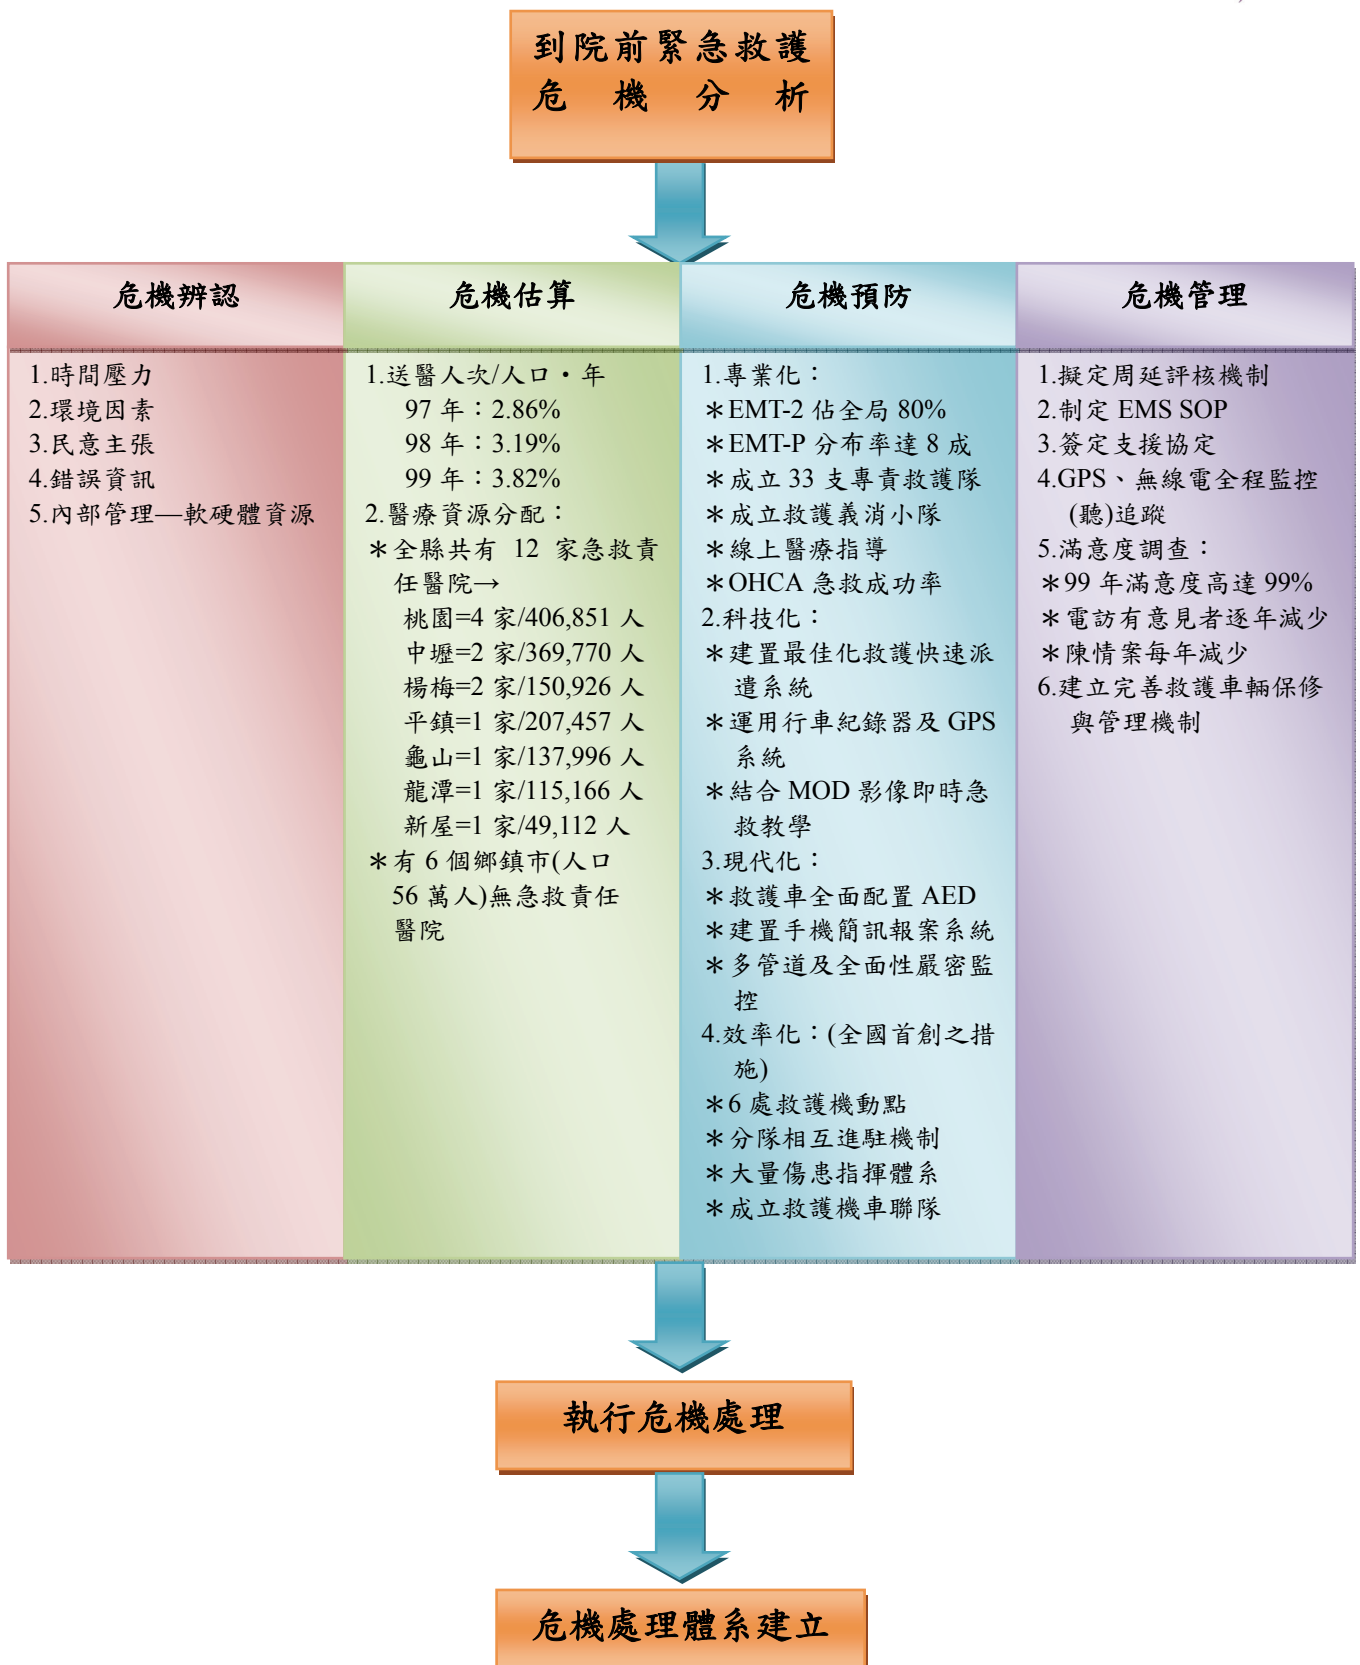 到院前緊急救護
危機分析
危機辨認
1.時間壓力
2.環境因素
3.民意主張
4.錯誤資訊
5.內部管理—軟硬體資源
危機估算
1.送醫人次/人口‧年
97 年：2.86%
98 年：3.19%
99 年：3.82%
2.醫療資源分配：
＊全縣共有 12 家急救責
任醫院→
桃園=4 家/406,851 人
中壢=2 家/369,770 人
楊梅=2 家/150,926 人
平鎮=1 家/207,457 人
龜山=1 家/137,996 人
龍潭=1 家/115,166 人
新屋=1 家/49,112 人
＊有 6 個鄉鎮市(人口
56 萬人)無急救責任
醫院
危機預防
1.專業化：
＊EMT-2 佔全局 80%
＊EMT-P 分布率達 8 成
＊成立 33 支專責救護隊
＊成立救護義消小隊
＊線上醫療指導
＊OHCA 急救成功率
2.科技化：
＊建置最佳化救護快速派
遣系統
＊運用行車紀錄器及 GPS
系統
＊結合 MOD 影像即時急
救教學
3.現代化：
＊救護車全面配置 AED
＊建置手機簡訊報案系統
＊多管道及全面性嚴密監
控
4.效率化：(全國首創之措
施)
＊6 處救護機動點
＊分隊相互進駐機制
＊大量傷患指揮體系
＊成立救護機車聯隊
危機管理
1.擬定周延評核機制
2.制定 EMS SOP
3.簽定支援協定
4.GPS、無線電全程監控
(聽)追蹤
5.滿意度調查：
＊99 年滿意度高達 99%
＊電訪有意見者逐年減少
＊陳情案每年減少
6.建立完善救護車輛保修
與管理機制
執行危機處理
危機處理體系建立